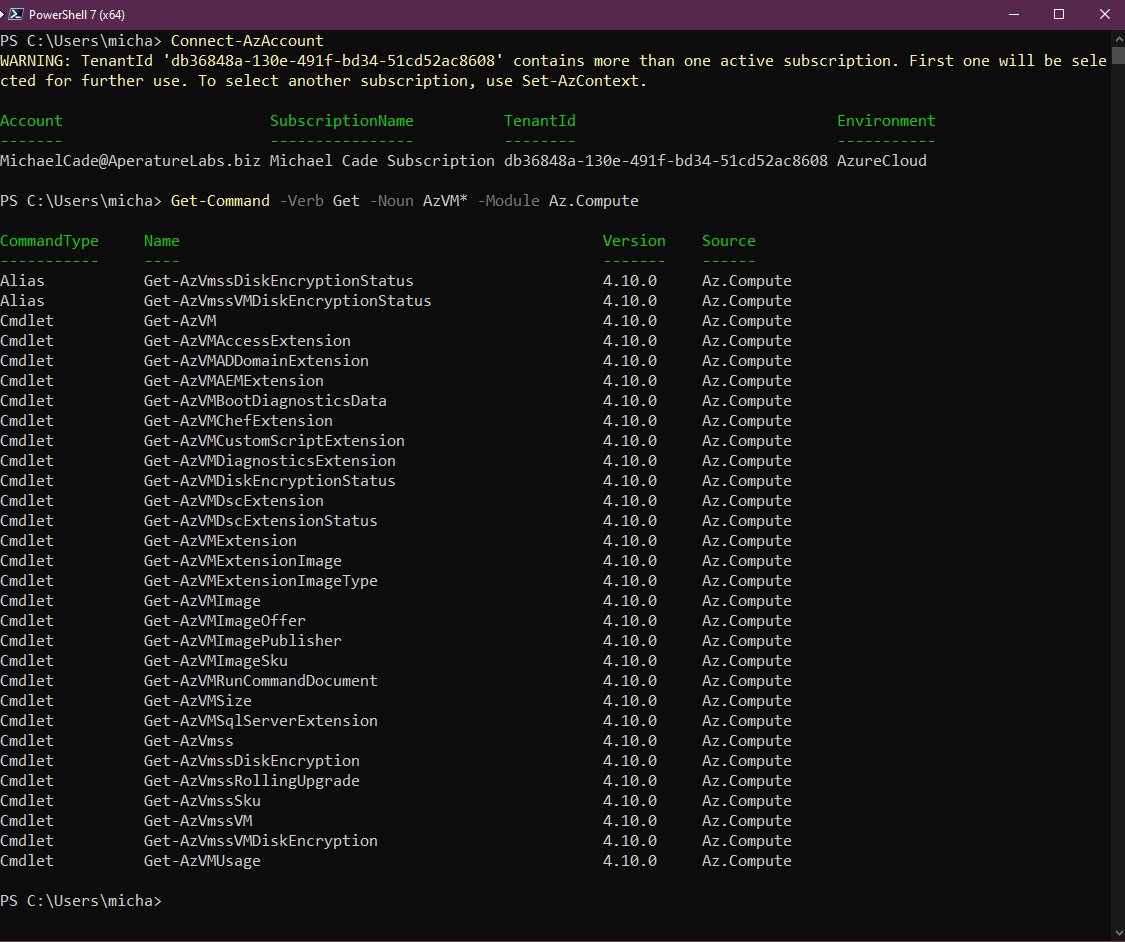 PowerShell 7 (x64)
PS C:\Users\micha> Connect-AzAccount
WARNING: TenantId 'db36848a-130e-491f-bd34-51cd52ac8608' contains more than one active subscription. First one will be sele
cted for further use. To select another subscription, use Set-AzContext.
Account SubscriptionName TenantId Environment
------- ---------------- -------- -----------
MichaelCade@AperatureLabs.biz Michael Cade Subscription db36848a-130e-491f-bd34-51cd52ac8608 AzureCloud
PS C:\Users\micha> Get-Command -Verb Get -Noun AzVM* -Module Az.Compute
CommandType Name Version Source
----------- ---- ------- ------
Alias Get-AzVmssDiskEncryptionStatus 4.10.0 Az.Compute
Alias Get-AzVmssVMDiskEncryptionStatus 4.10.0 Az.Compute
Cmdlet Get-AzVM 4.10.0 Az.Compute
Cmdlet Get-AzVMAccessExtension 4.10.0 Az.Compute
Cmdlet Get-AzVMADDomainExtension 4.10.0 Az.Compute
Cmdlet Get-AzVMAEMExtension 4.10.0 Az.Compute
Cmdlet Get-AzVMBootDiagnosticsData 4.10.0 Az.Compute
Cmdlet Get-AzVMChefExtension 4.10.0 Az.Compute
Cmdlet Get-AzVMCustomScriptExtension 4.10.0 Az.Compute
Cmdlet Get-AzVMDiagnosticsExtension 4.10.0 Az.Compute
Cmdlet Get-AzVMDiskEncryptionStatus 4.10.0 Az.Compute
Cmdlet Get-AzVMDscExtension 4.10.0 Az.Compute
Cmdlet Get-AzVMDscExtensionStatus 4.10.0 Az.Compute
Cmdlet Get-AzVMExtension 4.10.0 Az.Compute
Cmdlet Get-AzVMExtensionImage 4.10.0 Az.Compute
Cmdlet Get-AzVMExtensionImageType 4.10.0 Az.Compute
Cmdlet Get-AzVMImage 4.10.0 Az.Compute
Cmdlet Get-AzVMImageOffer 4.10.0 Az.Compute
Cmdlet Get-AzVMImagePublisher 4.10.0 Az.Compute
Cmdlet Get-AzVMImageSku 4.10.0 Az.Compute
Cmdlet Get-AzVMRunCommandDocument 4.10.0 Az.Compute
Cmdlet Get-AzVMSize 4.10.0 Az.Compute
Cmdlet Get-AzVMSqlServerExtension 4.10.0 Az.Compute
Cmdlet Get-AzVmss 4.10.0 Az.Compute
Cmdlet Get-AzVmssDiskEncryption 4.10.0 Az.Compute
Cmdlet Get-AzVmssRollingUpgrade 4.10.0 Az.Compute
Cmdlet Get-AzVmssSku 4.10.0 Az.Compute
Cmdlet Get-AzVmssVM 4.10.0 Az.Compute
Cmdlet Get-AzVmssVMDiskEncryption 4.10.0 Az.Compute
Cmdlet Get-AzVMUsage 4.10.0 Az.Compute
PS C:\Users\micha>